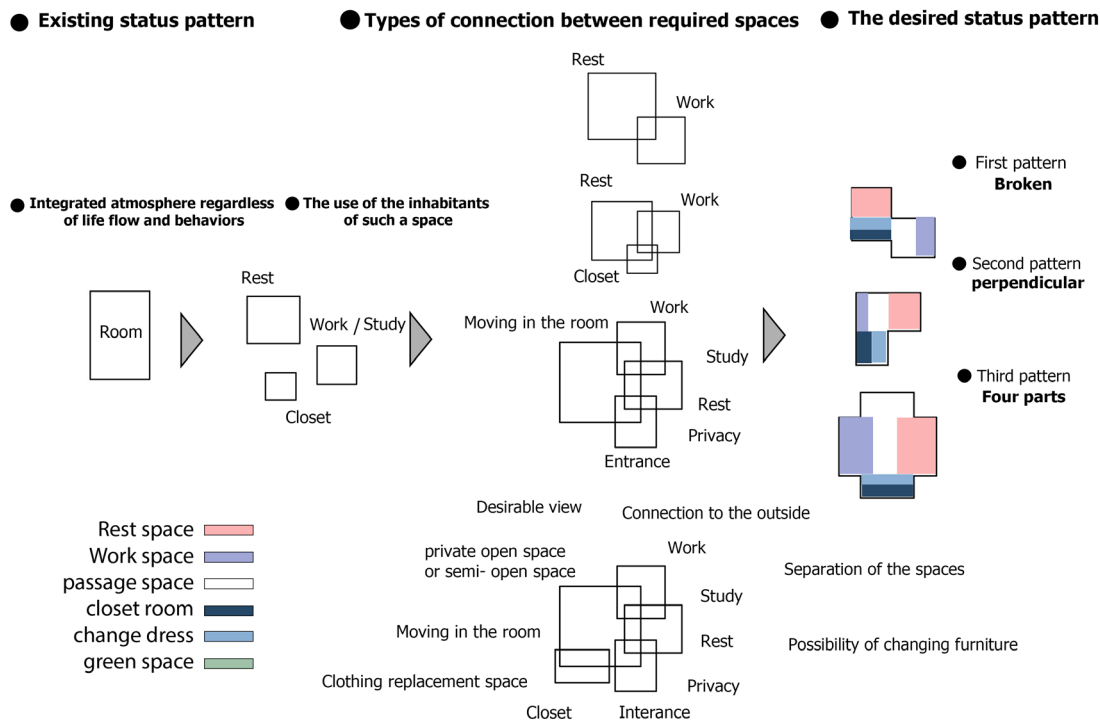 Existing status pattern
Types of connection between required spaces
The desired status pattern
Integrated atmosphere regardless
of life flow and behaviors
The use of the inhabitants
of such a space
Room
Rest
Work / Study
Closet
Rest
Work
Rest
Work
Closet
Moving in the room
Work
Study
Rest
Privacy
Entrance
Desirable view
Connection to the outside
private open space
or semi- open space
Work
Separation of the spaces
Study
Moving in the room
Rest
Possibility of changing furniture
Clothing replacement space
Privacy
Closet
Interance
First pattern
Broken
Second pattern
perpendicular
Third pattern
Four parts
Rest space
Work space
passage space
closet room
change dress
green space